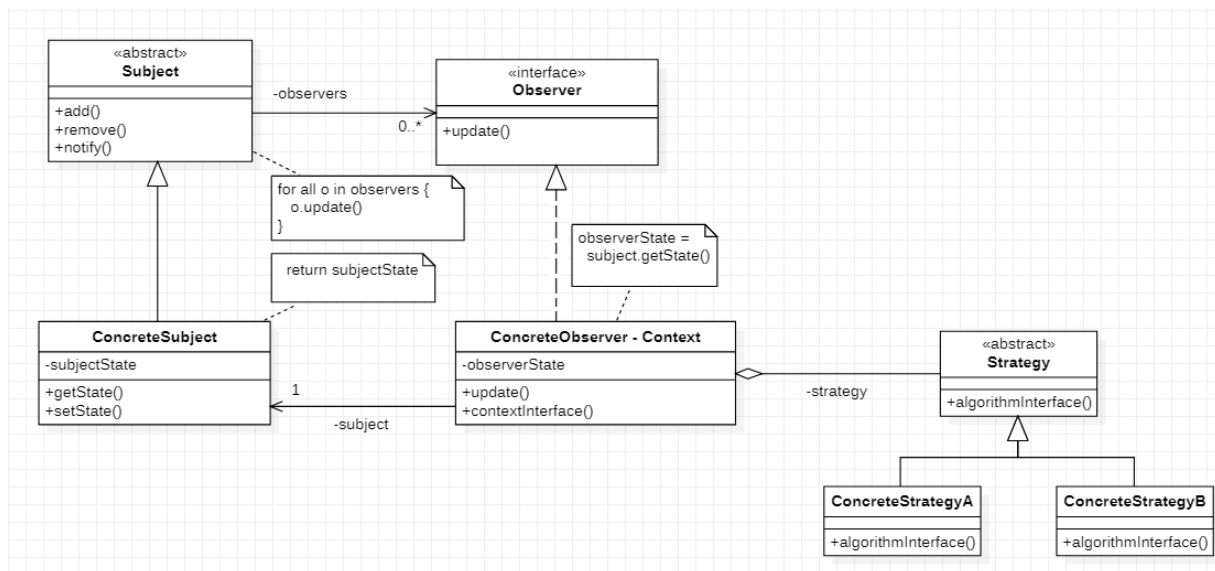 «abstract»
Subject
+add()
+remove()
+notify()
-observers
0..*
«interface»
Observer
+update()
for all o in observers {
o.update()
}
return subjectState
observerState =
subject.getState()
ConcreteSubject
-subjectState
+getState()
+setState()
1
-subject
ConcreteObserver - Context
-observerState
+update()
+contextInterface()
-strategy
«abstract»
Strategy
+algorithmInterface()
ConcreteStrategyA
+algorithmInterface()
ConcreteStrategyB
+algorithmInterface()